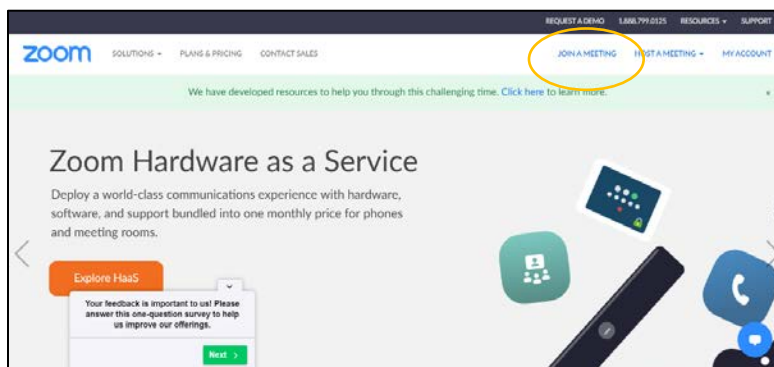 REQUEST A DEMO 1.888.799.0125 RESOURCES SUPPORT
zoom SOLUTIONS PLANS & PRICING CONTACT SALES JOIN A MEETING HOST A MEETING MY ACCOUNT
We have developed resources to help you through this challenging time. Click here to learn more.
Zoom Hardware as a Service
Deploy a world-class communications experience with hardware,
software, and support bundled into one monthly price for phones
and meeting rooms.
Explore HaaS
Your feedback is important to us! Please
answer this one-question survey to help
us improve our offerings.
Next